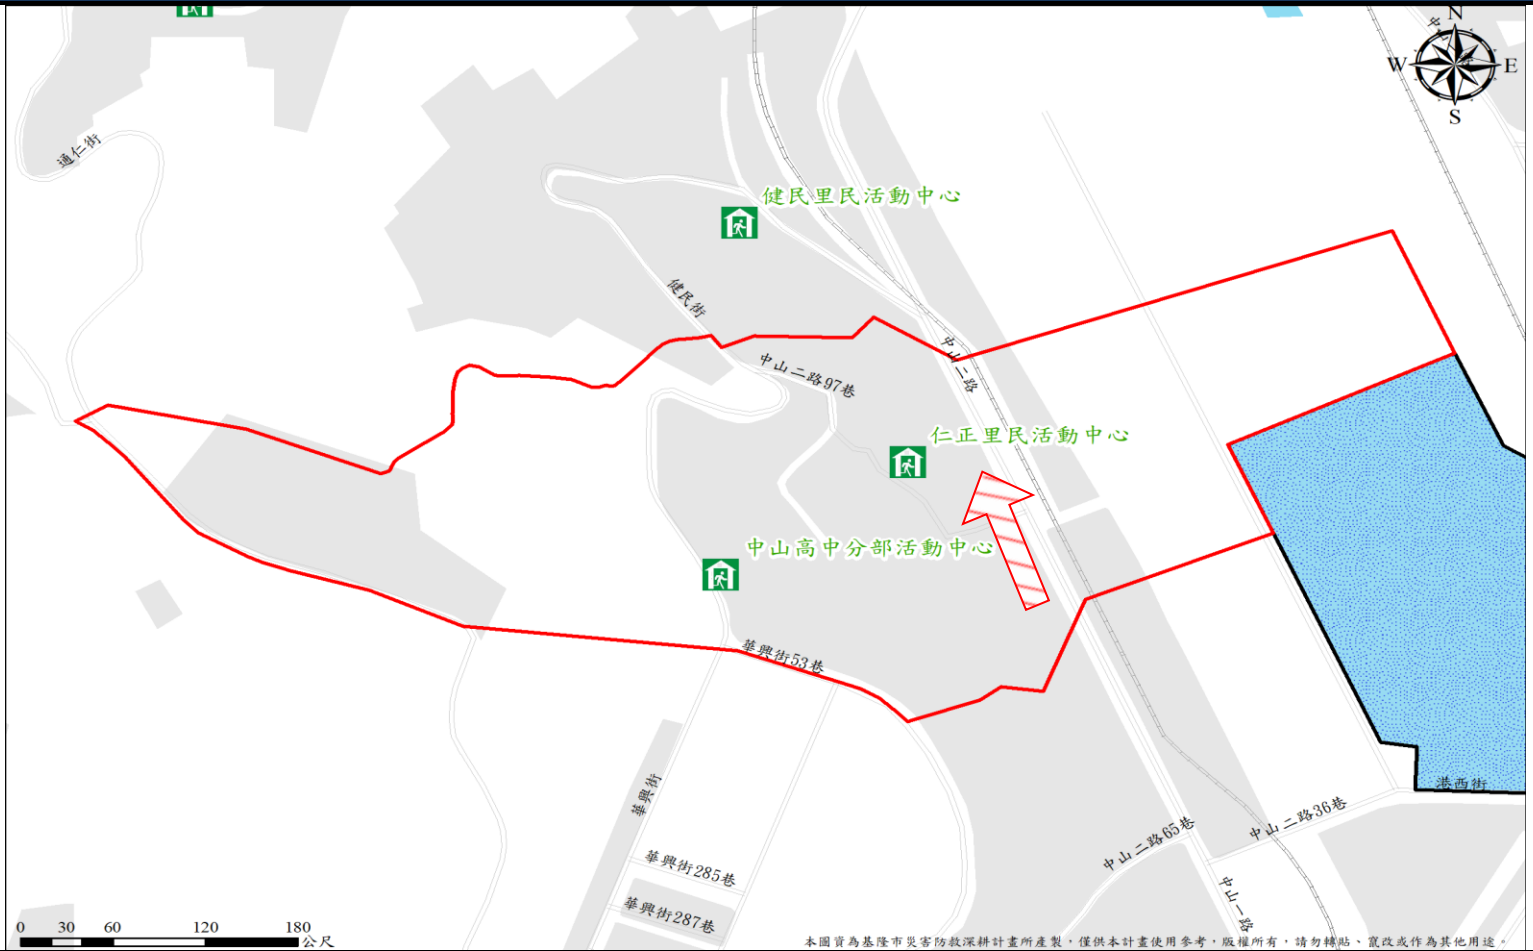 N
中山
W
E
S
通仁街
健民里民活動中心
健民街
中山二路
中山二路97巷
仁正里民活動中心
中山高中分部活動中心
華興街53巷
華興街
港西街
中山二路36巷
中山二路65巷
華興街285巷
中山一路
華興街287巷
0 30 60 120 180
公尺
本圖資為基隆市災害防救深耕計畫所產製，僅供本計畫使用參考，版權所有，請勿轉貼、竄改或作為其他用途。